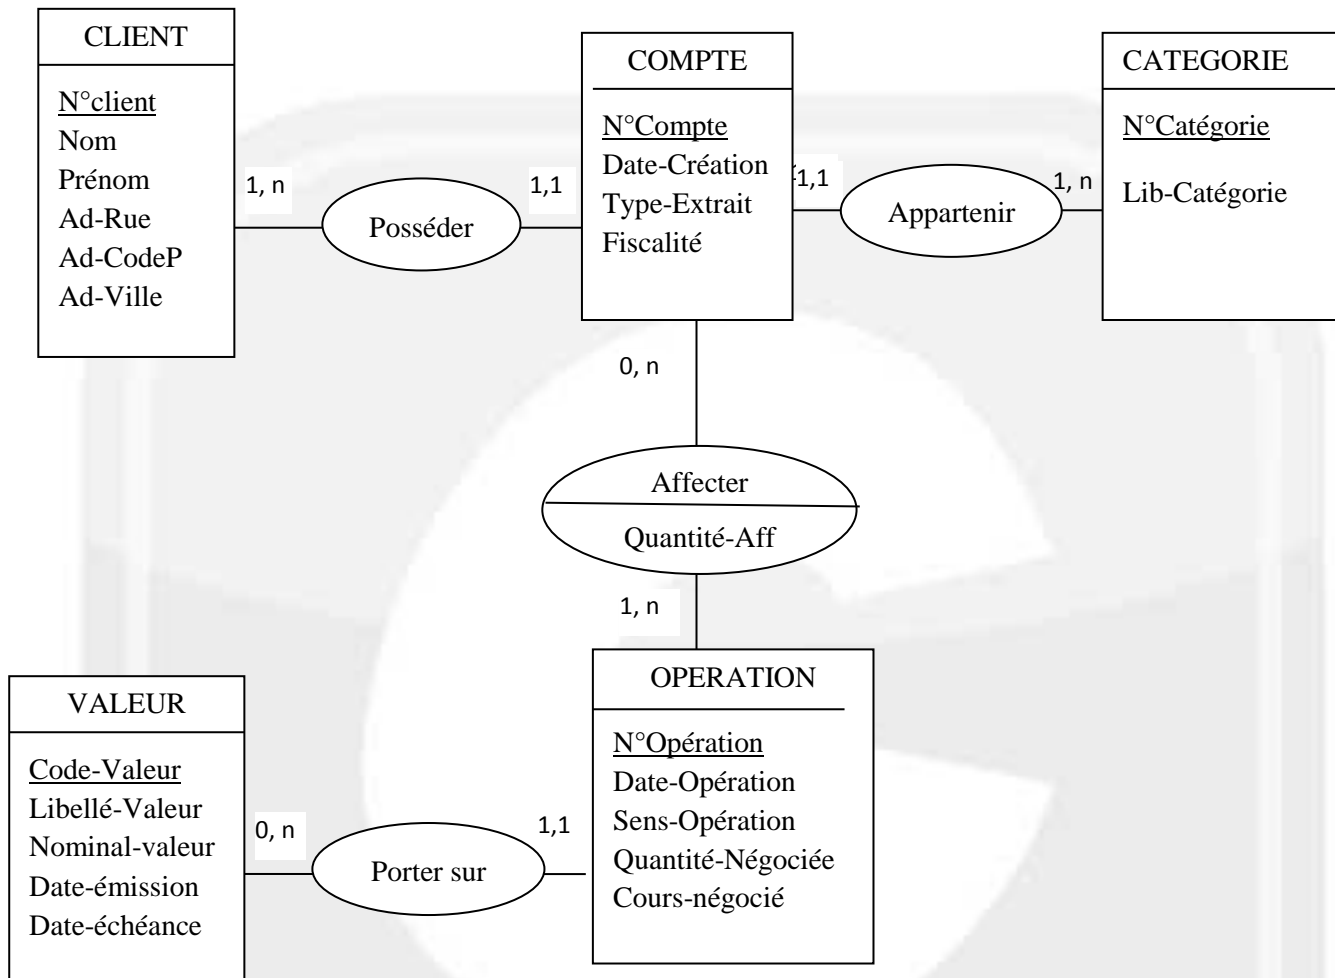 CLIENT
N°client
Nom
Prénom
Ad-Rue
Ad-CodeP
Ad-Ville
1, n
Posséder
1,1
COMPTE
N°Compte
Date-Création
Type-Extrait
Fiscalité
1,1
Appartenir
1, n
CATEGORIE
N°Catégorie
Lib-Catégorie
0, n
Affecter
Quantité-Aff
1, n
VALEUR
Code-Valeur
Libellé-Valeur
Nominal-valeur
Date-émission
Date-échéance
0, n
Porter sur
1,1
OPERATION
N°Opération
Date-Opération
Sens-Opération
Quantité-Négociée
Cours-négocié